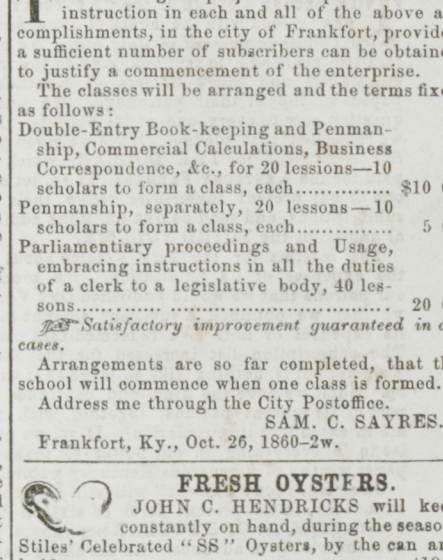 instruction in each and all of the above a
complishments, in the city of Frankfort, provide
a sufficient number of subscribers can be obtaine
to justify a commencement of the enterprise.
The classes will be arranged and the terms fixe
as follows:
Double-Entry Book-keeping and Penman-
ship, Commercial Calculations, Business
Correspondence, &c., for 20 lessions—10
scholars to form a class, each............... $10
Penmanship, separately, 20 lessons—10
scholars to form a class, each............... 5
Parliamentiary proceedings and Usage,
embracing instructions in all the duties
of a clerk to a legislative body, 40 les-
sons............ .................................... 20
☞ Satisfactory improvement guaranteed in
cases.
Arrangements are so far completed, that th
school will commence when one class is formed.
Address me through the City Postoffice.
SAM. C. SAYRES.
Frankfort, Ky., Oct. 26, 1860-2w.
FRESH OYSTERS.
JOHN C. HENDRICKS will kee
constantly on hand, during the seaso
Stiles' Celebrated "SS" Oysters, by the can an